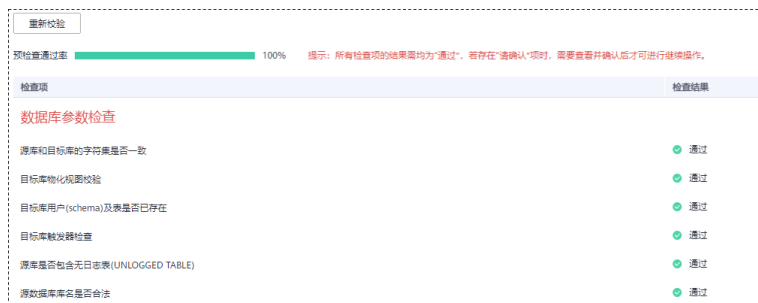 重新校验
预检查通过率 100% 提示：所有检查项的结果需均为"通过"，若存在"请确认"项时，需要查看并确认后才可进行继续操作。
检查项 检查结果
数据库参数检查
源库和目标库的字符集是否一致 通过
目标库物化视图校验 通过
目标库用户(schema)及表是否已存在 通过
目标库触发器检查 通过
源库是否包含无日志表(UNLOGGED TABLE) 通过
源数据库库名是否合法 通过